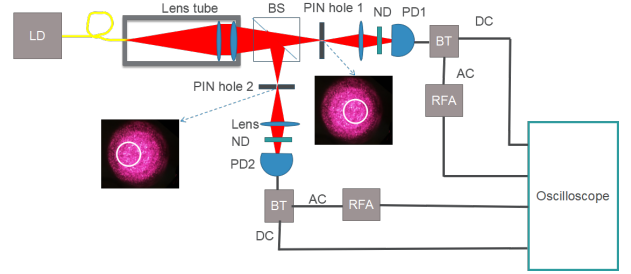 Lens tube
BS
PIN hole 1
ND
PD1
DC
LD
BT
AC
PIN hole 2
RFA
Lens
ND
PD2
Oscilloscope
BT
AC
RFA
DC